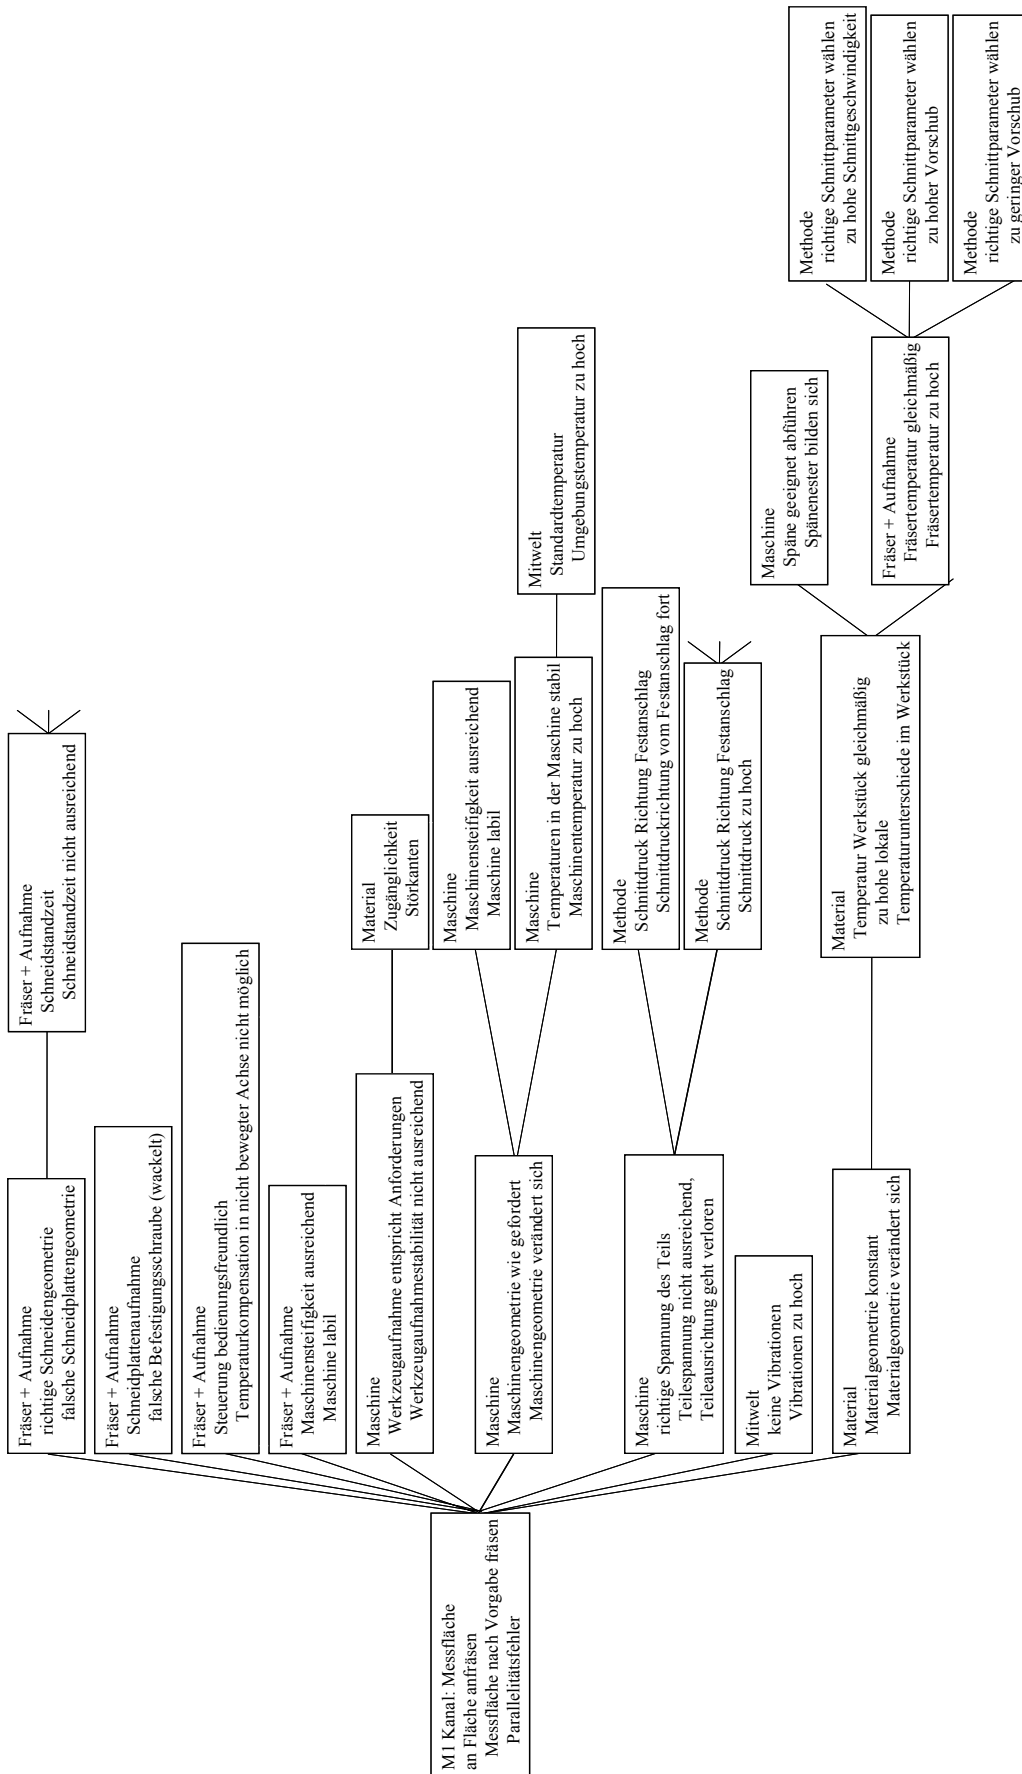 M1 Kanal: Messfläche
an Fläche anfräsen
Messfläche nach Vorgabe fräsen
Parallelitätsfehler
Fräser + Aufnahme
richtige Schneidengeometrie
falsche Schneidplattengeometrie
Fräser + Aufnahme
Schneidplattenaufnahme
falsche Befestigungsschraube (wackelt)
Fräser + Aufnahme
Steuerung bedienungsfreundlich
Temperaturkompensation in nicht bewegter Achse nicht möglich
Fräser + Aufnahme
Maschinensteifigkeit ausreichend
Maschine labil
Maschine
Werkzeugaufnahme entspricht Anforderungen
Werkzeugaufnahmestabilität nicht ausreichend
Maschine
Maschinengeometrie wie gefordert
Maschinengeometrie verändert sich
Maschine
richtige Spannung des Teils
Teilespannung nicht ausreichend,
Teileausrichtung geht verloren
Mitwelt
keine Vibrationen
Vibrationen zu hoch
Material
Materialgeometrie konstant
Materialgeometrie verändert sich
Fräser + Aufnahme
Schneidstandzeit
Schneidstandzeit nicht ausreichend
Material
Zugänglichkeit
Störkanten
Maschine
Maschinensteifigkeit ausreichend
Maschine labil
Maschine
Temperaturen in der Maschine stabil
Maschinentemperatur zu hoch
Methode
Schnittdruck Richtung Festanschlag
Schnittdruckrichtung vom Festanschlag fort
Methode
Schnittdruck Richtung Festanschlag
Schnittdruck zu hoch
Material
Temperatur Werkstück gleichmäßig
zu hohe lokale
Temperaturunterschiede im Werkstück
Mitwelt
Standardtemperatur
Umgebungstemperatur zu hoch
Maschine
Späne geeignet abführen
Spänenester bilden sich
Fräser + Aufnahme
Fräsertemperatur gleichmäßig
Fräsertemperatur zu hoch
Methode
richtige Schnittparameter wählen
zu hohe Schnittgeschwindigkeit
Methode
richtige Schnittparameter wählen
zu hoher Vorschub
Methode
richtige Schnittparameter wählen
zu geringer Vorschub